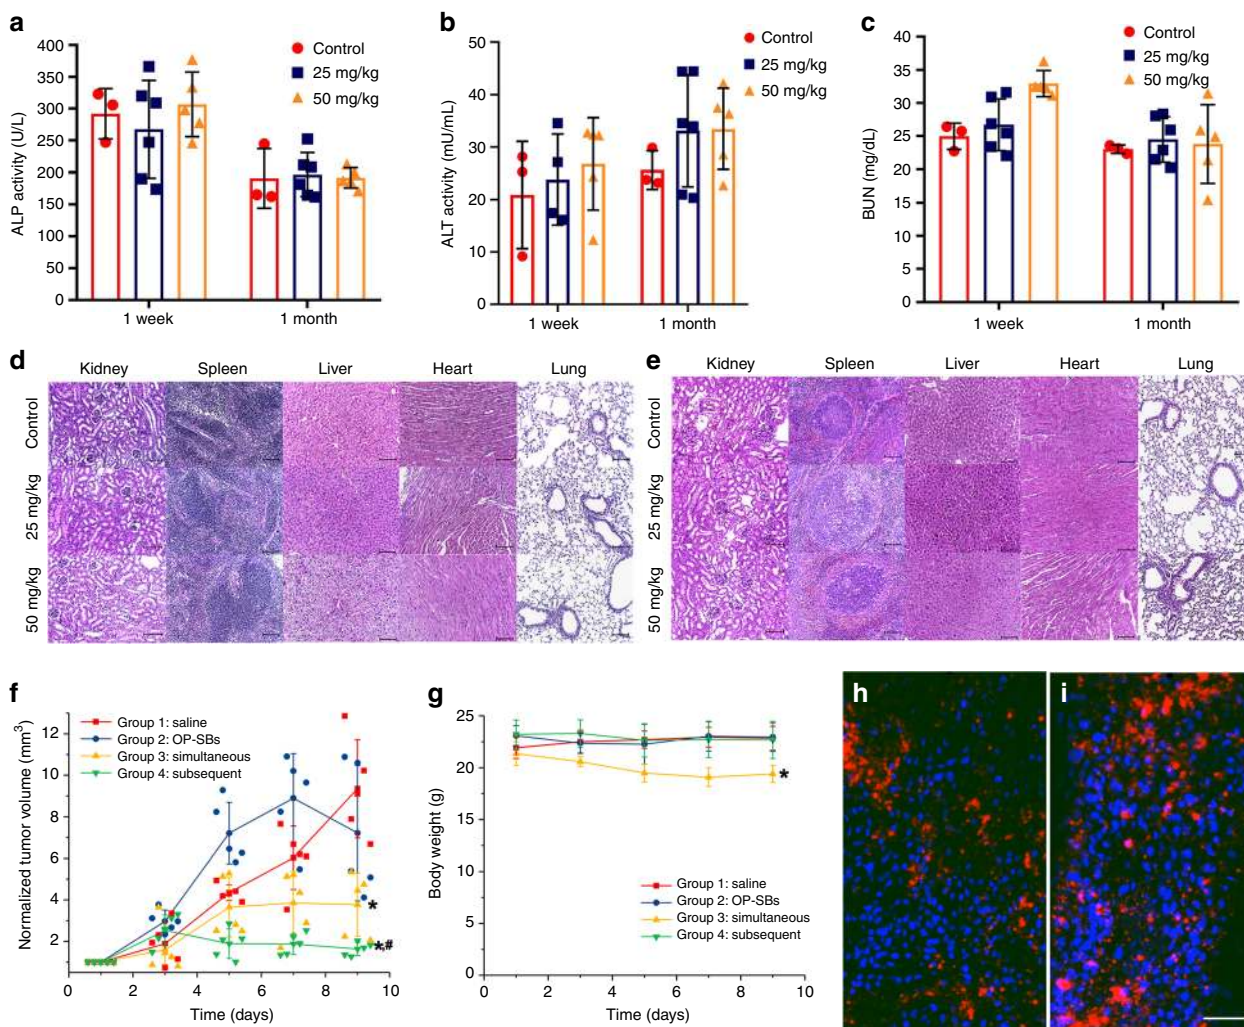 a
400
350
300
250
200
150
100
50
0
ALP activity (U/L)
Control
25 mg/kg
50 mg/kg
1 week
1 month
b
50
40
30
20
10
0
ALT activity (mU/mL)
Control
25 mg/kg
50 mg/kg
1 week
1 month
c
40
35
30
25
20
15
10
5
0
BUN (mg/dL)
Control
25 mg/kg
50 mg/kg
1 week
1 month
d
Kidney Spleen Liver Heart Lung
Control
25 mg/kg
50 mg/kg
e
Kidney Spleen Liver Heart Lung
Control
25 mg/kg
50 mg/kg
f
Normalized tumor volume (mm³)
12
10
8
6
4
2
Group 1: saline
Group 2: OP-SBs
Group 3: simultaneous
Group 4: subsequent
*
*,#
0 2 4 6 8 10
Time (days)
g
Body weight (g)
25
20
15
10
5
0
*
Group 1: saline
Group 2: OP-SBs
Group 3: simultaneous
Group 4: subsequent
0 2 4 6 8 10
Time (days)
h
i